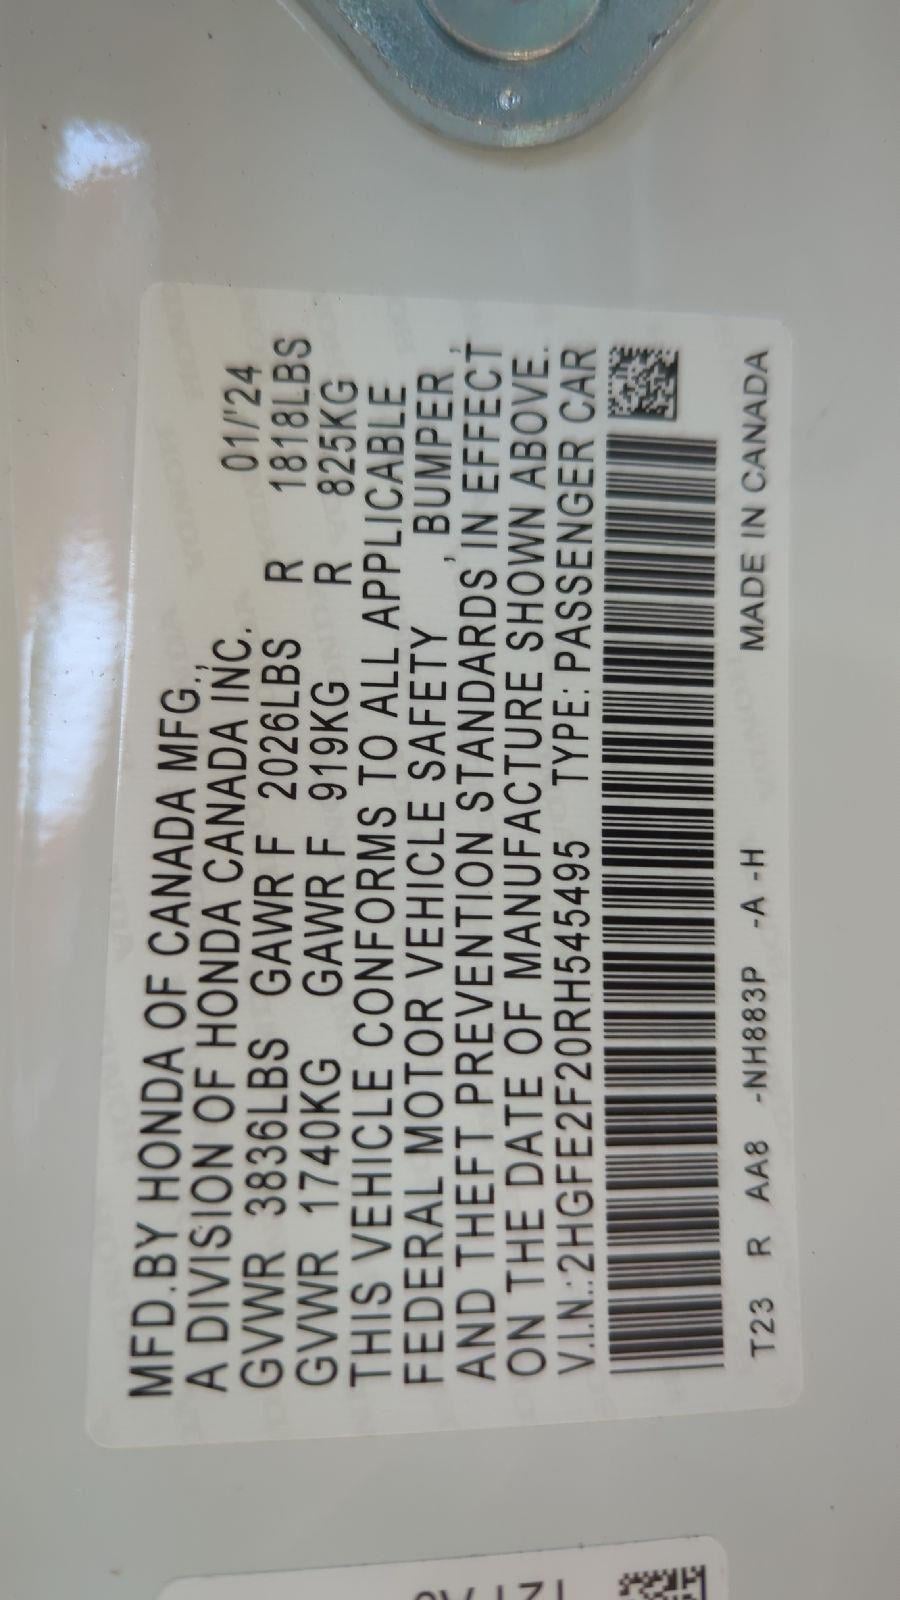 MFD.BY HONDA OF CANADA MFG.,
A DIVISION OF HONDA CANADA INC. 01/'24
GVWR 3836LBS GAWR F 2026LBS R 1818LBS
GVWR 1740KG GAWR F 919KG R 825KG
THIS VEHICLE CONFORMS TO ALL APPLICABLE
FEDERAL MOTOR VEHICLE SAFETY , BUMPER ,
AND THEFT PREVENTION STANDARDS IN EFFECT
ON THE DATE OF MANUFACTURE SHOWN ABOVE.
V.I.N.:2HGFE2F20RH545495 TYPE: PASSENGER CAR
T23 R AA8 -NH883P -A -H MADE IN CANADA